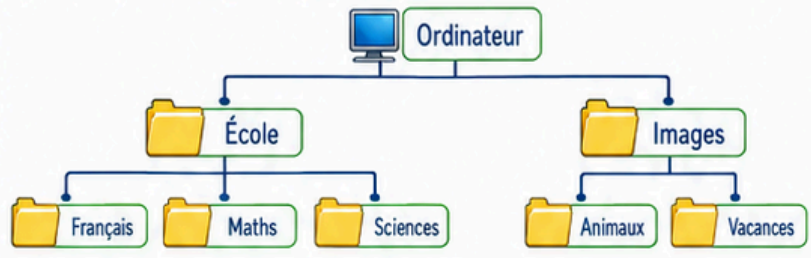 Ordinateur
École
Images
Français
Maths
Sciences
Animaux
Vacances